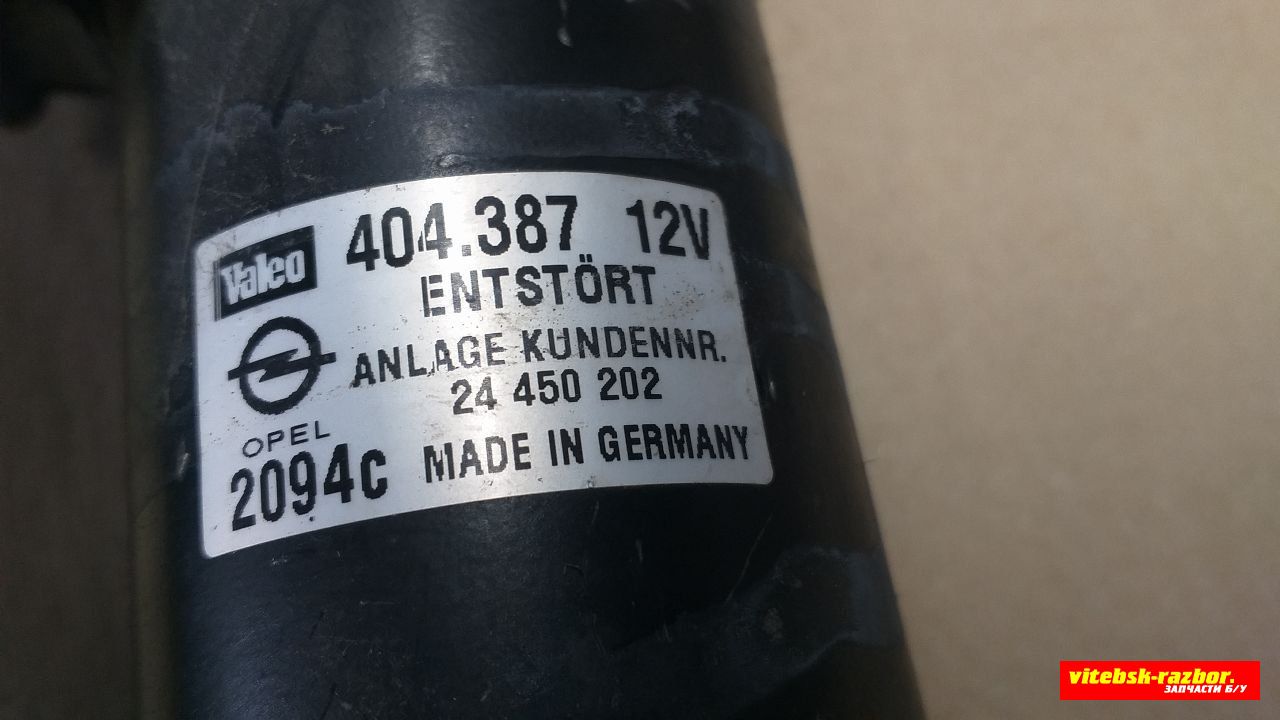 Valeo 404.387 12V
ENTSTÖRT
ANLAGE KUNDENNR.
24 450 202
OPEL
2094C MADE IN GERMANY
vitebsk-razbor.
ЗАПЧАСТИ Б/У